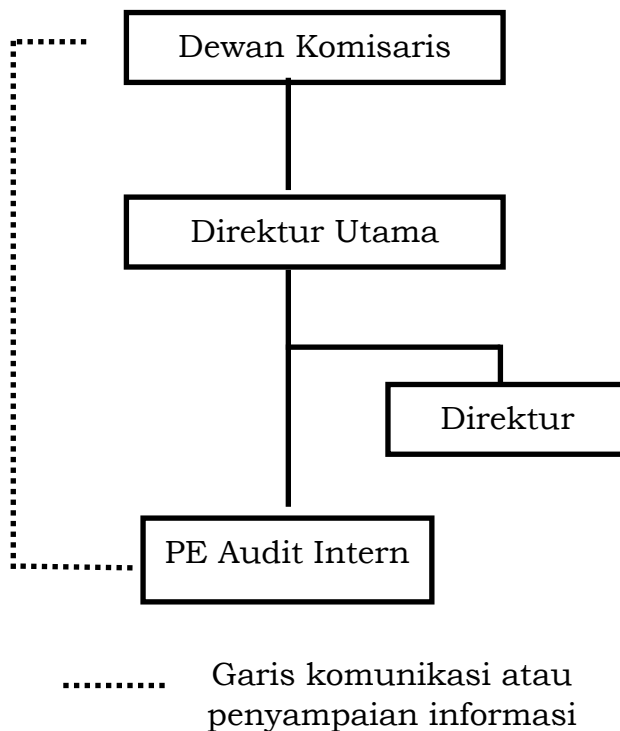 Dewan Komisaris
Direktur Utama
Direktur
PE Audit Intern
Garis komunikasi atau
penyampaian informasi